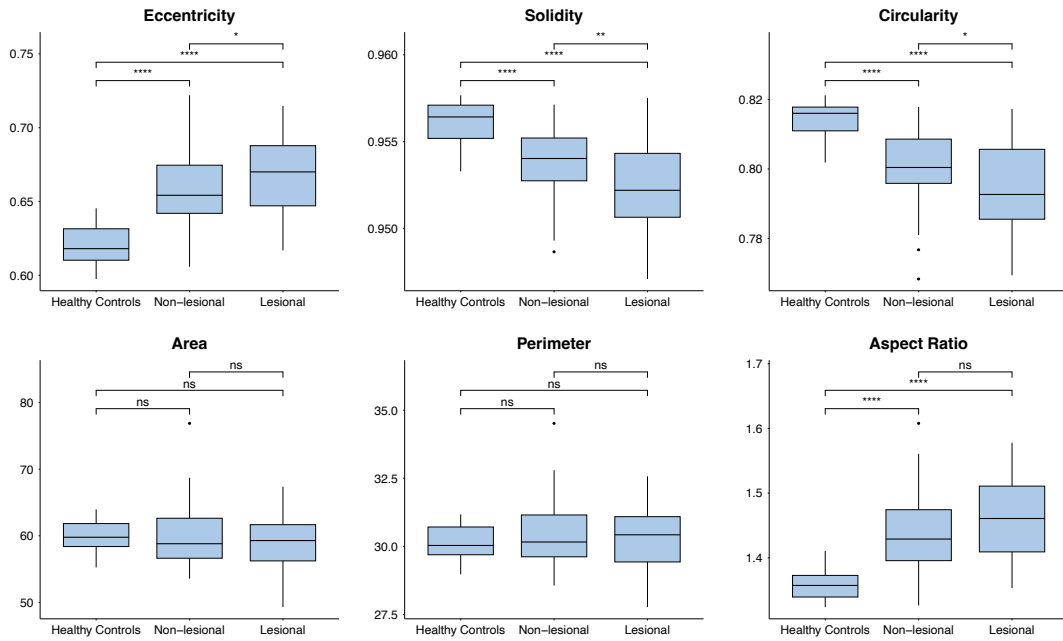 Eccentricity
*
****
****
0.75
0.70
0.65
0.60
Healthy Controls Non−lesional Lesional
Solidity
**
****
****
0.960
0.955
0.950
Healthy Controls Non−lesional Lesional
Circularity
*
****
****
0.82
0.80
0.78
Healthy Controls Non−lesional Lesional
Area
ns
ns
ns
80
70
60
50
Healthy Controls Non−lesional Lesional
Perimeter
ns
ns
ns
35.0
32.5
30.0
27.5
Healthy Controls Non−lesional Lesional
Aspect Ratio
1.7
ns
****
****
1.6
1.5
1.4
Healthy Controls Non−lesional Lesional